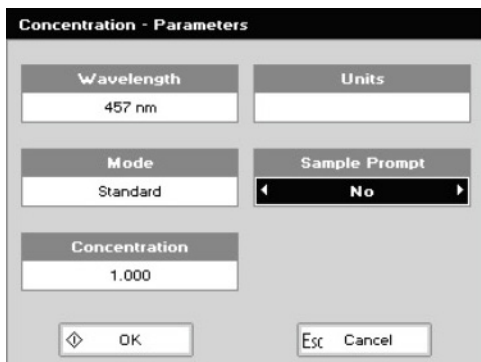 Concentration - Parameters
Wavelength
457 nm
Units
Mode
Standard
Sample Prompt
No
Concentration
1.000
OK
Esc Cancel